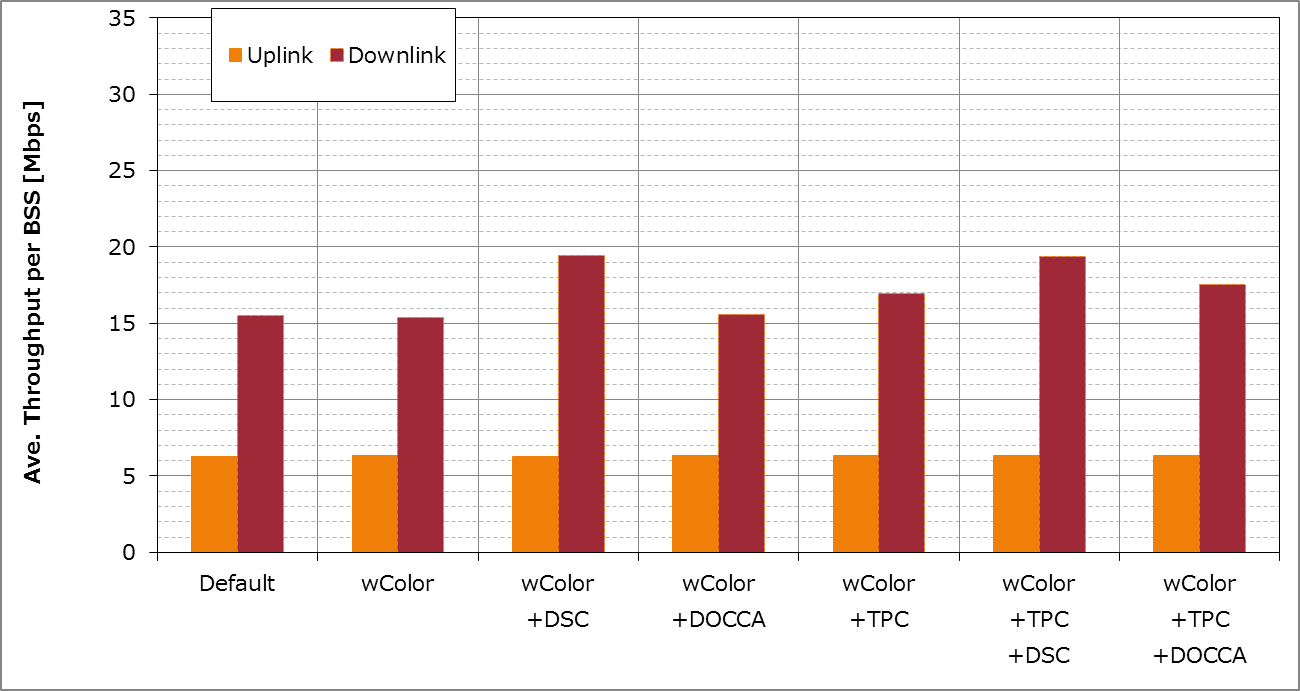 Ave. Throughput per BSS [Mbps]
35
30
25
20
15
10
5
0
Uplink Downlink
Default wColor wColor wColor wColor wColor wColor
+DSC +DOCCA +TPC +TPC +TPC
+DSC +DOCCA